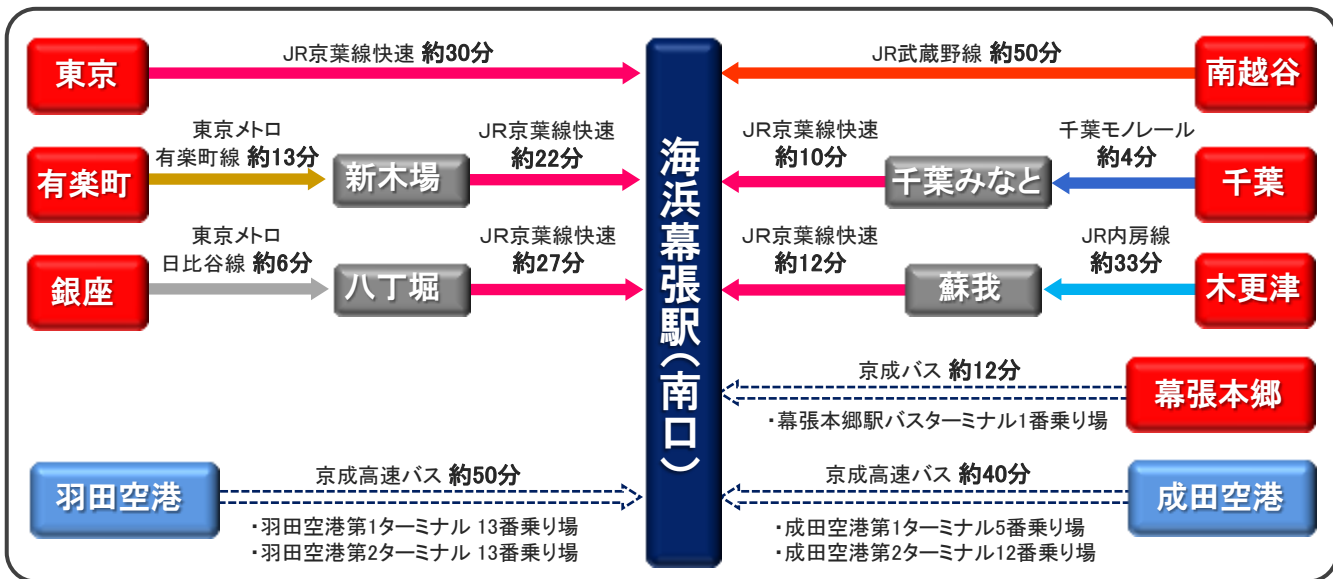 東京
JR京葉線快速 約30分
有楽町
東京メトロ
有楽町線 約13分
新木場
JR京葉線快速
約22分
銀座
東京メトロ
日比谷線 約6分
八丁堀
JR京葉線快速
約27分
羽田空港
京成高速バス 約50分
・羽田空港第1ターミナル 13番乗り場
・羽田空港第2ターミナル 13番乗り場
海浜幕張駅(南口)
JR武蔵野線 約50分
南越谷
JR京葉線快速
約10分
千葉みなと
千葉モノレール
約4分
千葉
JR京葉線快速
約12分
蘇我
JR内房線
約33分
木更津
京成バス 約12分
・幕張本郷駅バスターミナル1番乗り場
幕張本郷
京成高速バス 約40分
・成田空港第1ターミナル5番乗り場
・成田空港第2ターミナル12番乗り場
成田空港